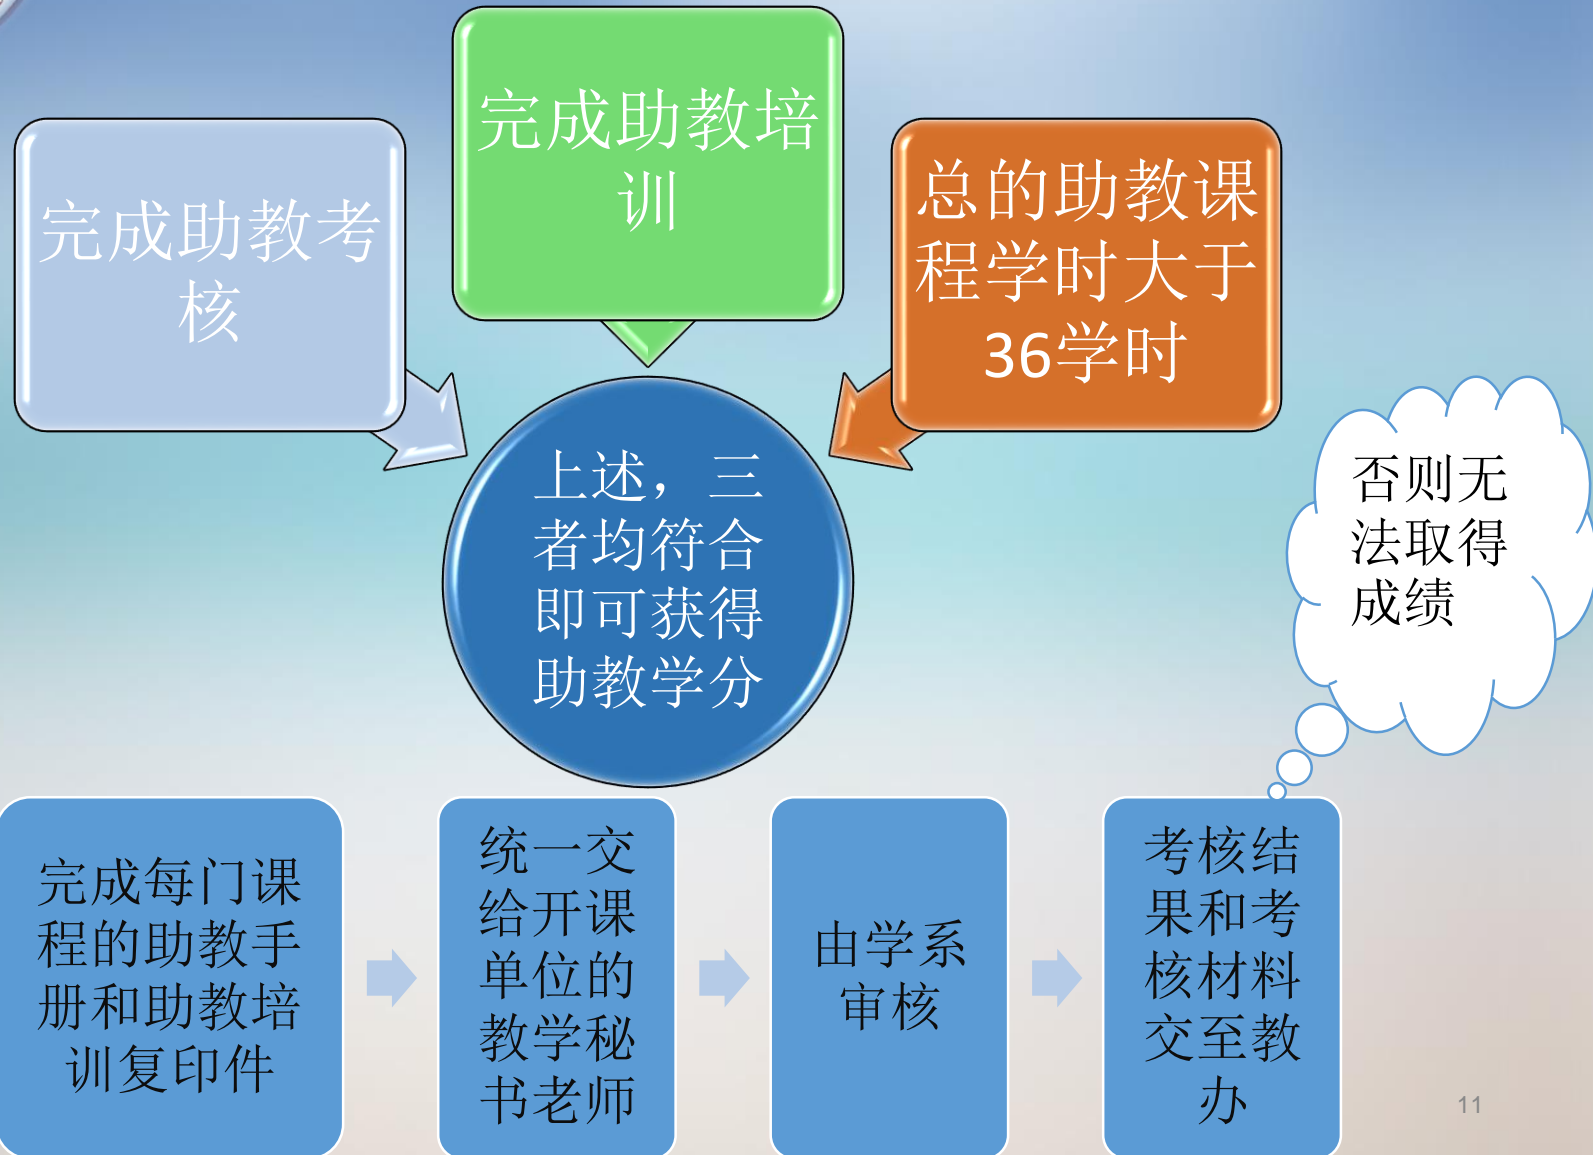 完成助教培
训
完成助教考
核
总的助教课
程学时大于
36学时
上述，三
者均符合
即可获得
助教学分
否则无
法取得
成绩
完成每门课
程的助教手
册和助教培
训复印件
统一交
给开课
单位的
教学秘
书老师
由学系
审核
考核结
果和考
核材料
交至教
办
11